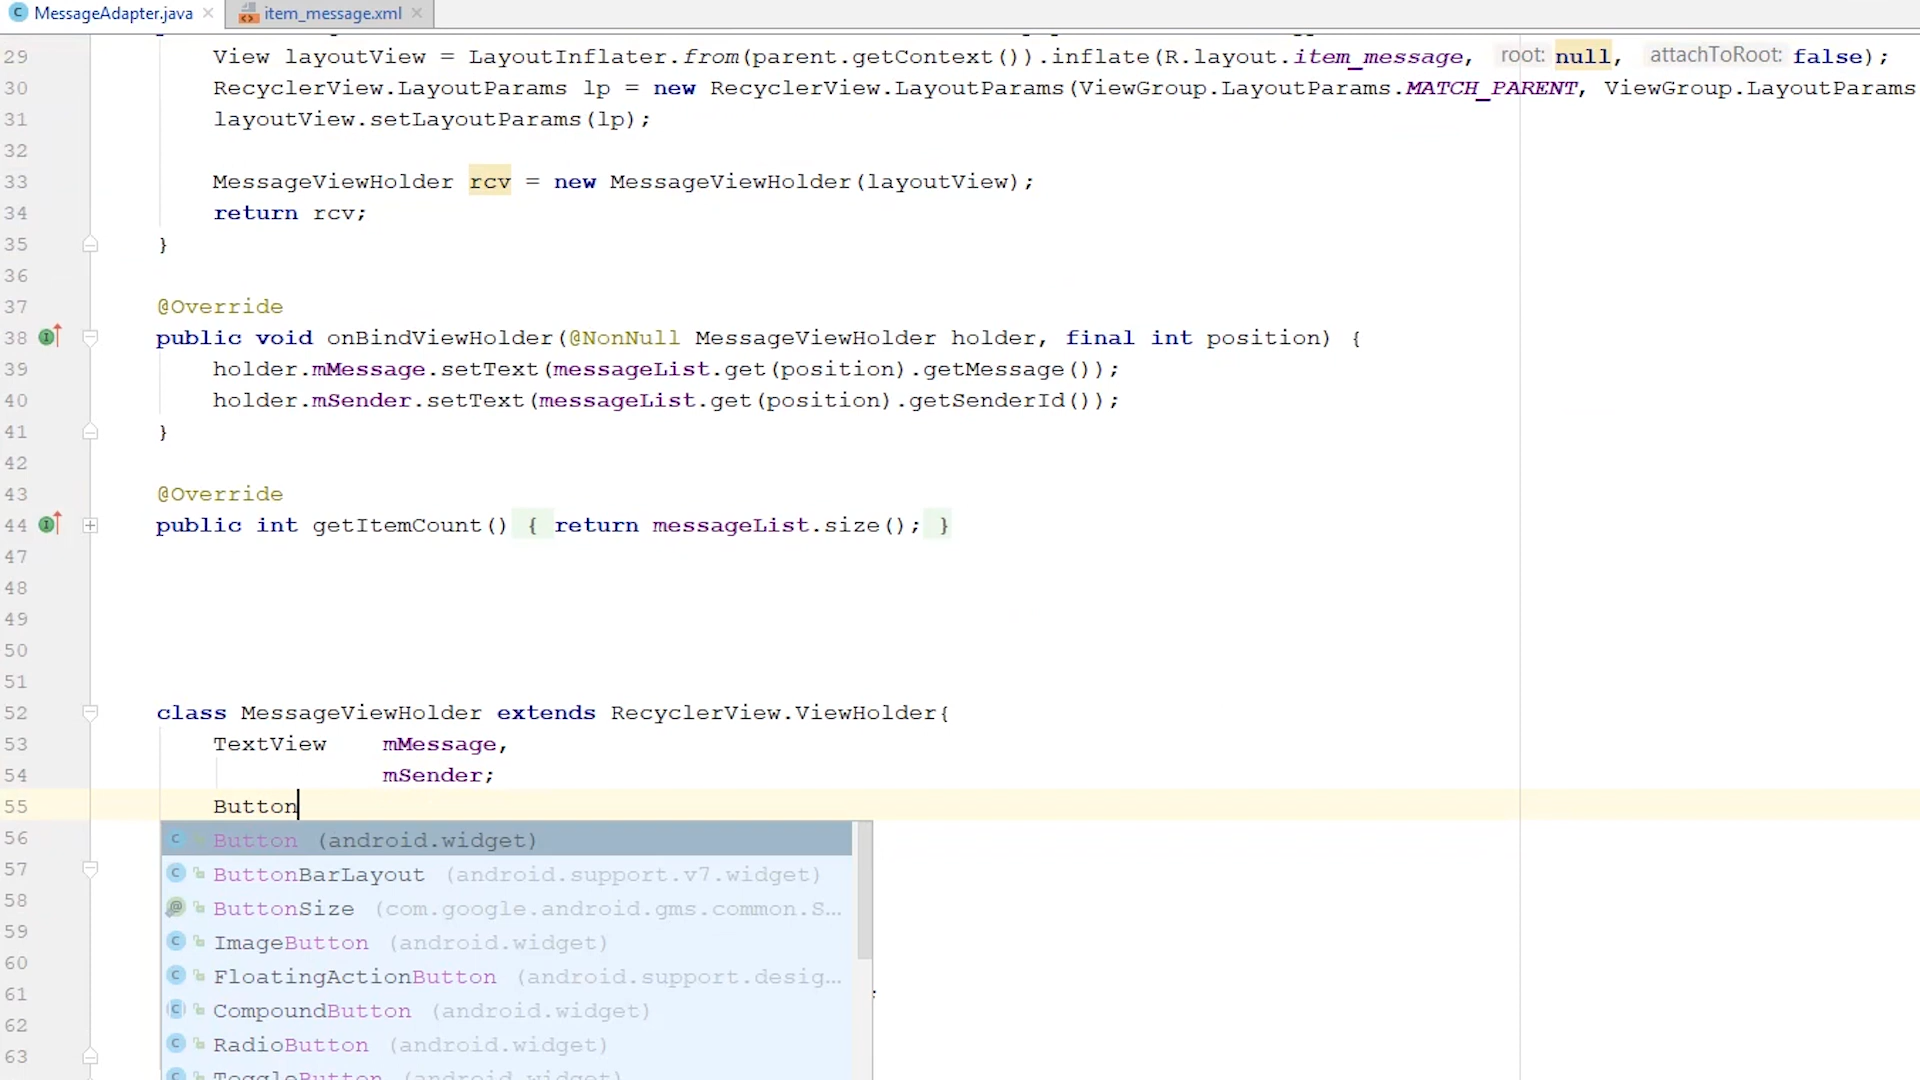 MessageAdapter.java item_message.xml
29 View layoutView = LayoutInflater.from(parent.getContext()).inflate(R.layout.item_message, root: null, attachToRoot: false);
30 RecyclerView.LayoutParams lp = new RecyclerView.LayoutParams(ViewGroup.LayoutParams.MATCH_PARENT, ViewGroup.LayoutParams
31 layoutView.setLayoutParams(lp);
32
33 MessageViewHolder rcv = new MessageViewHolder(layoutView);
34 return rcv;
35 }
36
37 @Override
38 public void onBindViewHolder(@NonNull MessageViewHolder holder, final int position) {
39 holder.mMessage.setText(messageList.get(position).getMessage());
40 holder.mSender.setText(messageList.get(position).getSenderId());
41 }
42
43 @Override
44 public int getItemCount() { return messageList.size(); }
47
48
49
50
51
52 class MessageViewHolder extends RecyclerView.ViewHolder{
53 TextView mMessage,
54 mSender;
55 Button
56 Button (android.widget)
57 ButtonBarLayout (android.support.v7.widget)
58 ButtonSize (com.google.android.gms.common.S...
59 ImageButton (android.widget)
60 FloatingActionButton (android.support.desig...
61 ;
62 CompoundButton (android.widget)
63 RadioButton (android.widget)
ToggleButton (android.widget)